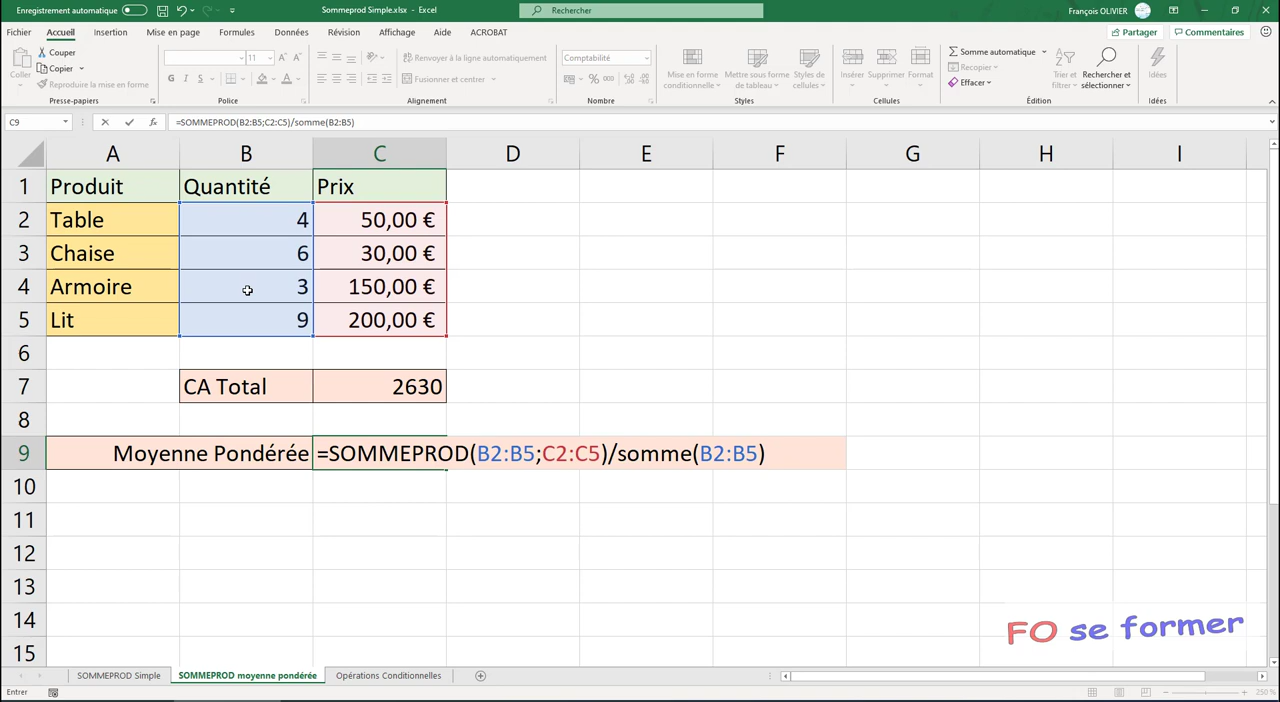 Enregistrement automatique
Sommeprod Simple.xlsx - Excel
Rechercher
François OLIVIER
Fichier Accueil Insertion Mise en page Formules Données Révision Affichage Aide ACROBAT
Partager Commentaires
Coller
Couper
Copier
Reproduire la mise en forme
Presse-papiers
11
G I S
Police
Renvoyer à la ligne automatiquement
Fusionner et centrer
Alignement
Comptabilité
% 000
Nombre
Mise en forme conditionnelle
Mettre sous forme de tableau
Styles de cellules
Styles
Insérer Supprimer Format
Cellules
Somme automatique
Recopier
Effacer
Trier et filtrer
Rechercher et sélectionner
Édition
Idées
Idées
C9 fx =SOMMEPROD(B2:B5;C2:C5)/somme(B2:B5)
A B C D E F G H I
1 Produit Quantité Prix
2 Table 4 50,00 €
3 Chaise 6 30,00 €
4 Armoire 3 150,00 €
5 Lit 9 200,00 €
6
7 CA Total 2630
8
9 Moyenne Pondérée =SOMMEPROD(B2:B5;C2:C5)/somme(B2:B5)
10
11
12
13
14
15
FO se former
SOMMEPROD Simple SOMMEPROD moyenne pondérée Opérations Conditionnelles
Entrer
250 %